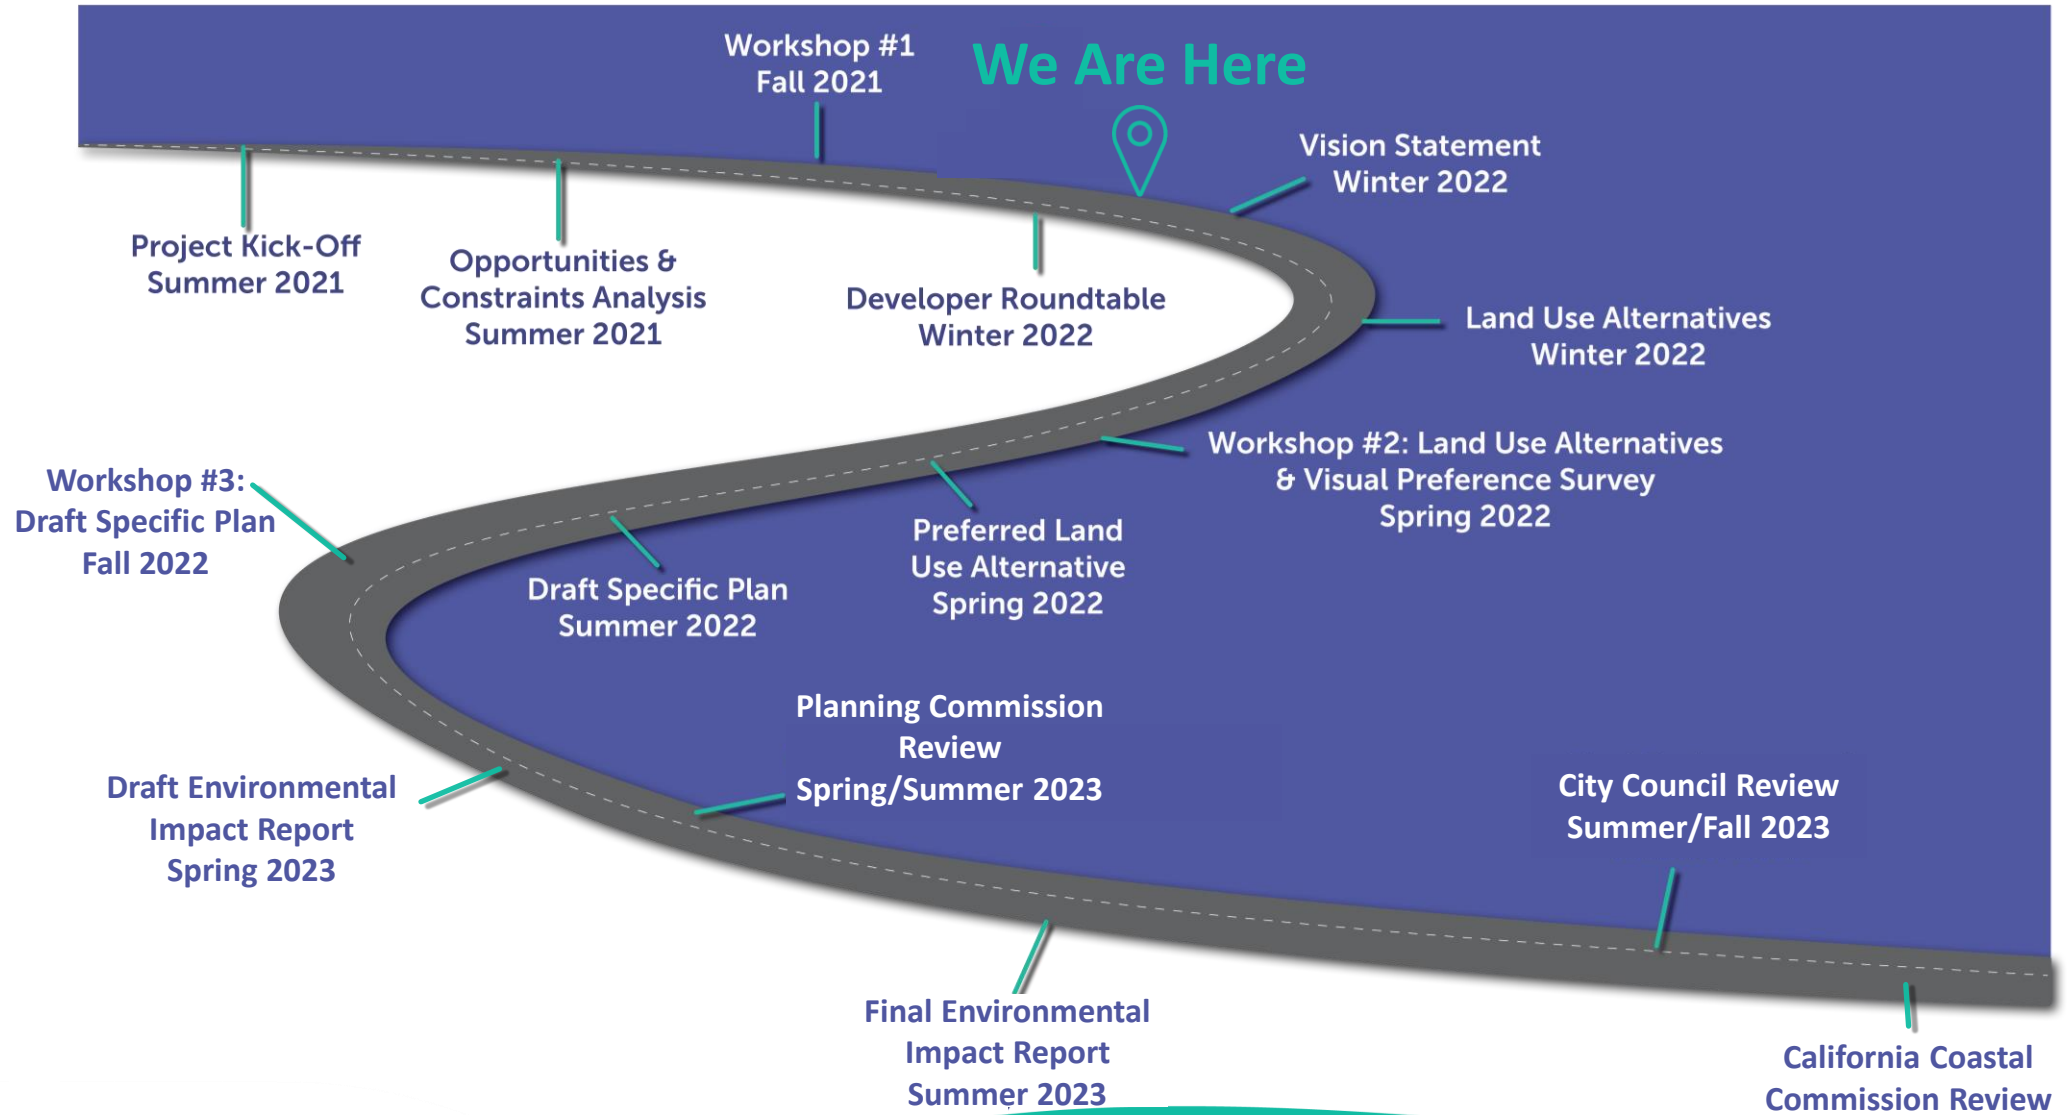 Workshop #1
Fall 2021
We Are Here
Vision Statement
Winter 2022
Project Kick-Off
Summer 2021
Opportunities &
Constraints Analysis
Summer 2021
Developer Roundtable
Winter 2022
Land Use Alternatives
Winter 2022
Workshop #2: Land Use Alternatives
& Visual Preference Survey
Spring 2022
Preferred Land
Use Alternative
Spring 2022
Draft Specific Plan
Summer 2022
Workshop #3:
Draft Specific Plan
Fall 2022
Draft Environmental
Impact Report
Spring 2023
Planning Commission
Review
Spring/Summer 2023
Final Environmental
Impact Report
Summer 2023
City Council Review
Summer/Fall 2023
California Coastal
Commission Review